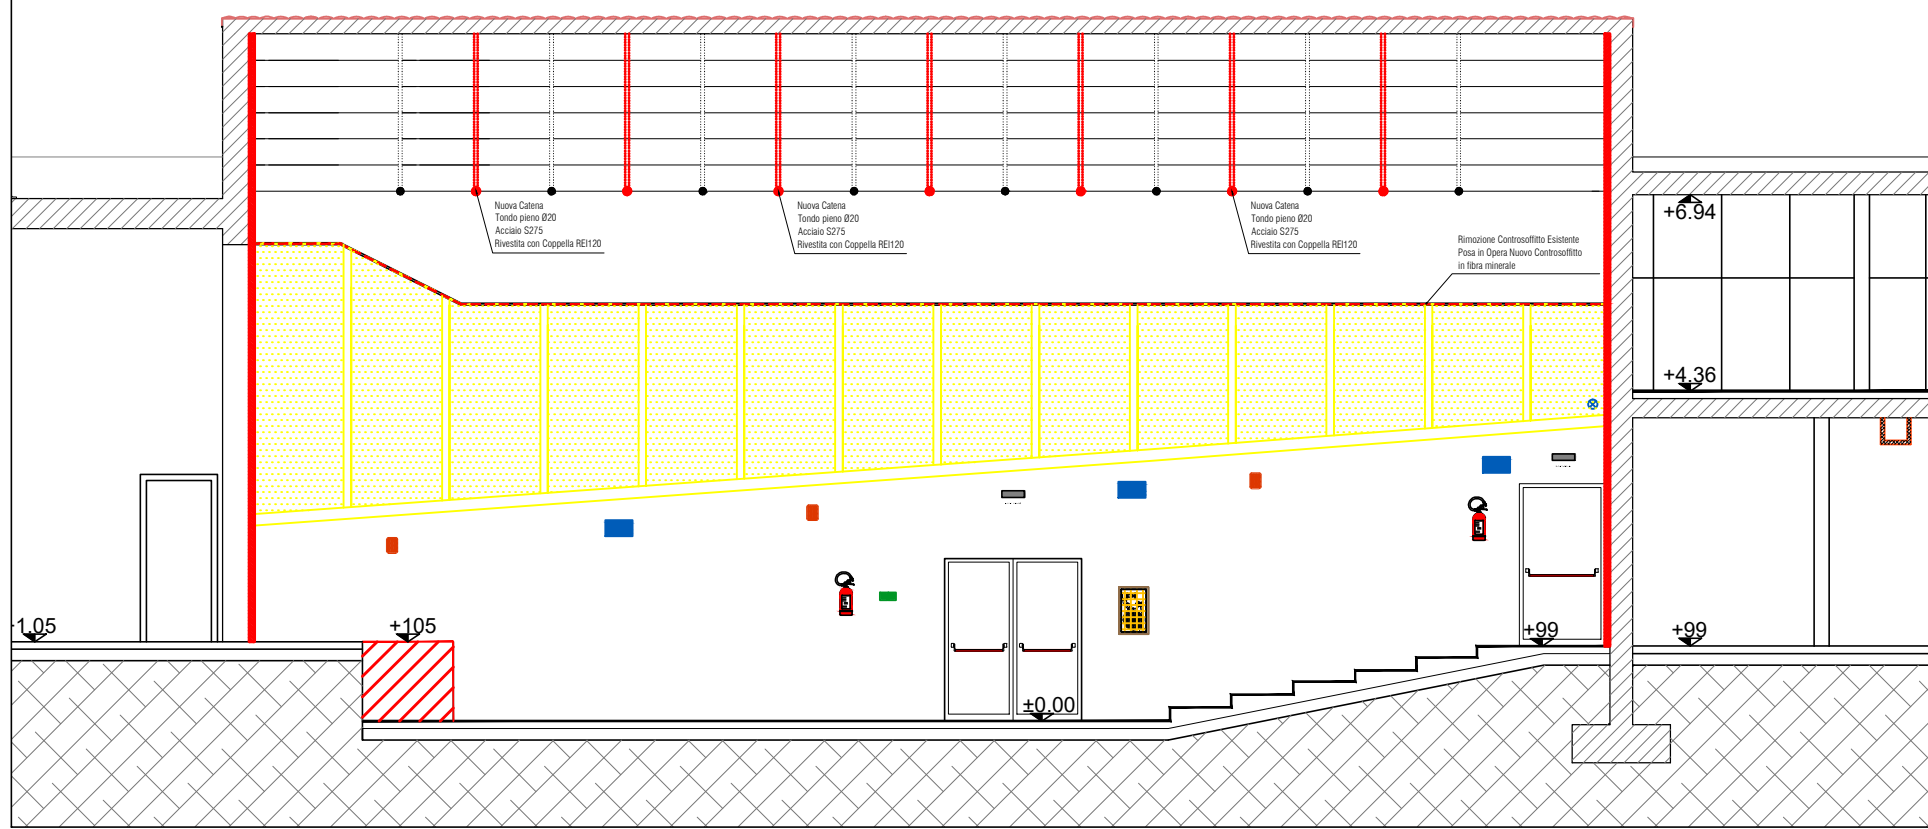 Nuova Catena
Tondo pieno Ø20
Acciaio S275
Rivestita con Coppella REI120
Nuova Catena
Tondo pieno Ø20
Acciaio S275
Rivestita con Coppella REI120
Nuova Catena
Tondo pieno Ø20
Acciaio S275
Rivestita con Coppella REI120
Rimozione Controsoffitto Esistente
Posa in Opera Nuovo Controsoffitto
in fibra minerale
+6.94
+4.36
1.05
+105
+99
+99
±0.00